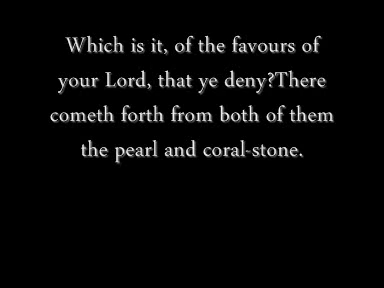 Which is it, of the favours of
your Lord, that ye deny?There
cometh forth from both of them
the pearl and coral-stone.